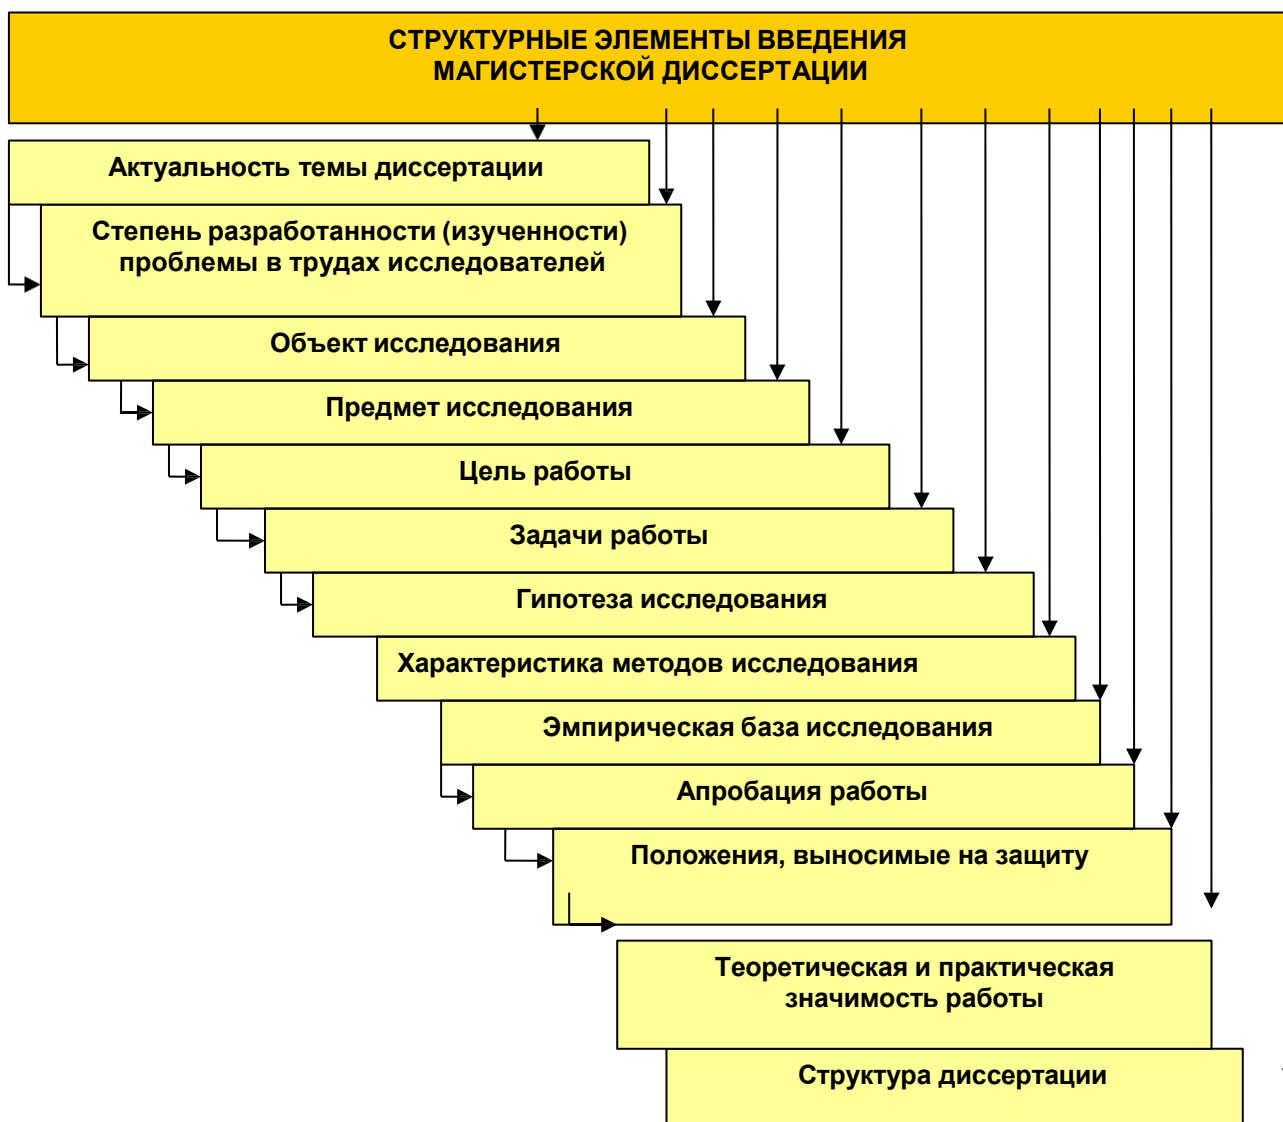 СТРУКТУРНЫЕ ЭЛЕМЕНТЫ ВВЕДЕНИЯ
МАГИСТЕРСКОЙ ДИССЕРТАЦИИ
Актуальность темы диссертации
Степень разработанности (изученности)
проблемы в трудах исследователей
Объект исследования
Предмет исследования
Цель работы
Задачи работы
Гипотеза исследования
Характеристика методов исследования
Эмпирическая база исследования
Апробация работы
Положения, выносимые на защиту
Теоретическая и практическая
значимость работы
Структура диссертации